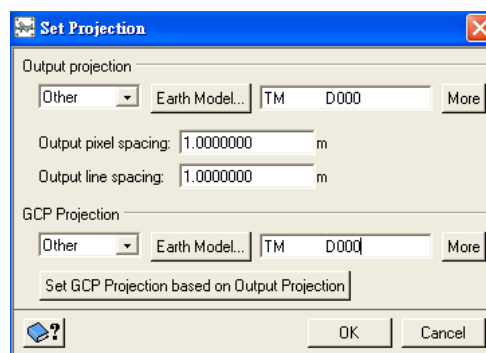 Set Projection
Output projection
Other Earth Model... TM D000 More
Output pixel spacing: 1.0000000 m
Output line spacing: 1.0000000 m
GCP Projection
Other Earth Model... TM D000 More
Set GCP Projection based on Output Projection
? OK Cancel